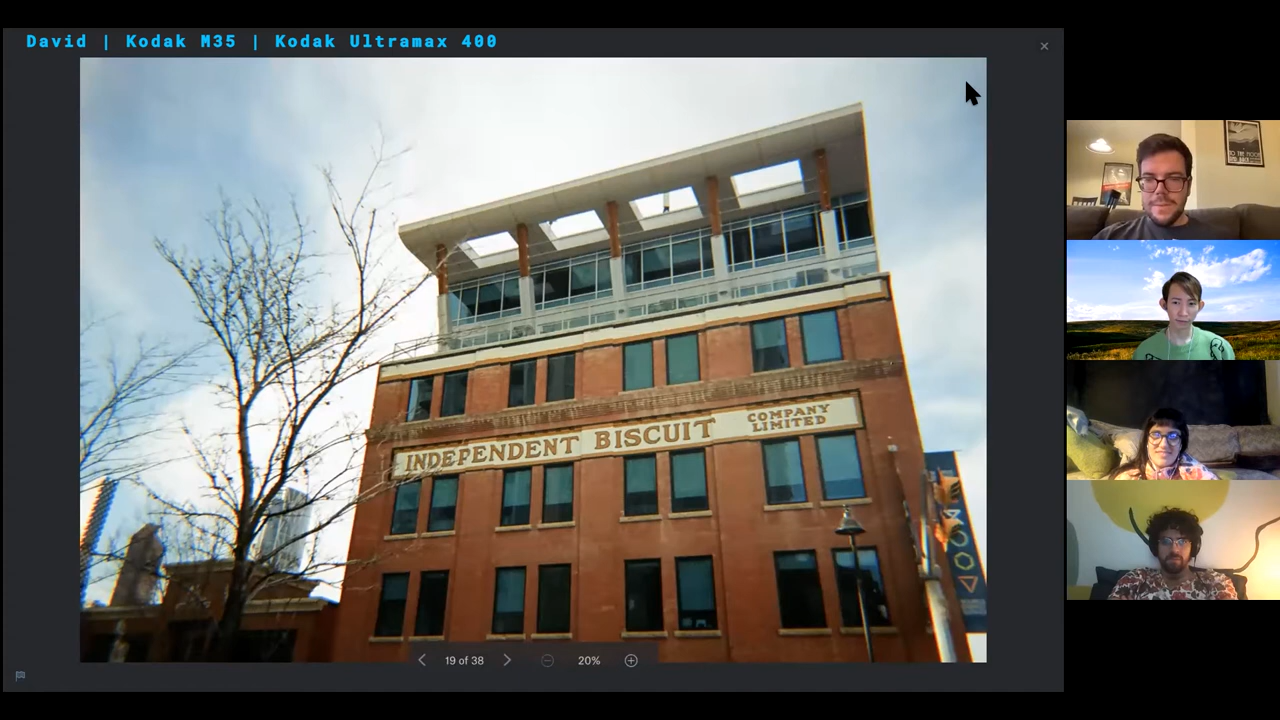 David | Kodak M35 | Kodak Ultramax 400
INDEPENDENT BISCUIT
COMPANY
LIMITED
19 of 38
20%